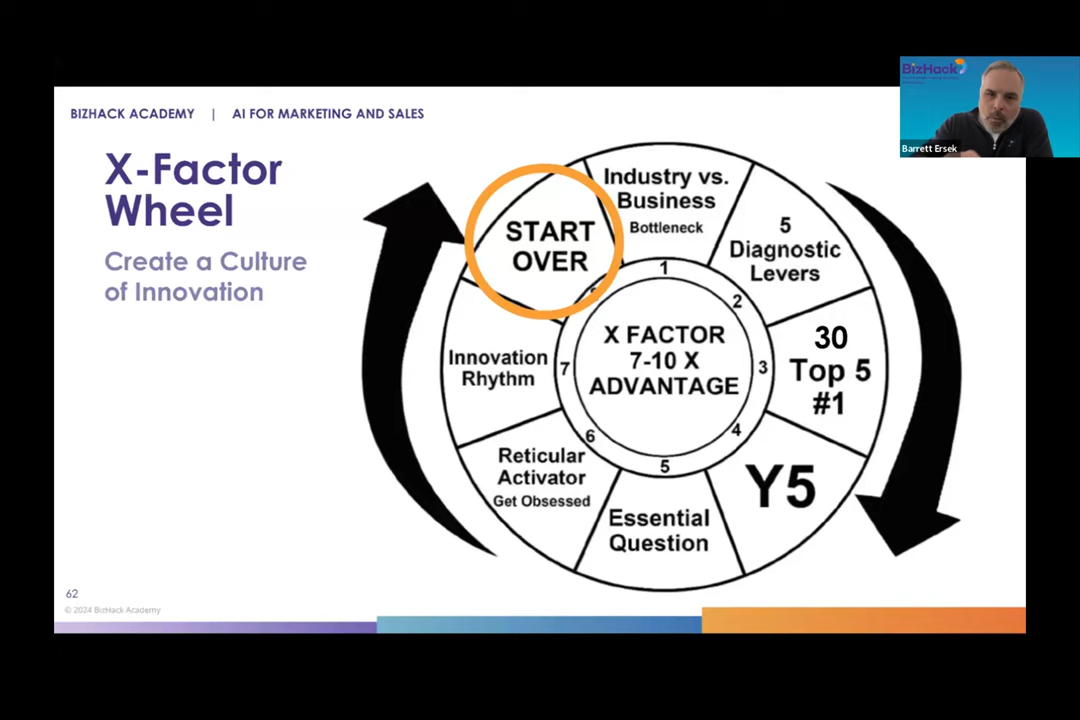 BIZHACK ACADEMY | AI FOR MARKETING AND SALES
BizHack
Barrett Ersek
X-Factor
Wheel
Create a Culture
of Innovation
START
OVER
Industry vs.
Business
Bottleneck
1
5
Diagnostic
Levers
2
30
Top 5
#1
3
Y5
4
Essential
Question
5
Reticular
Activator
Get Obsessed
6
Innovation
Rhythm
7
X FACTOR
7-10 X
ADVANTAGE
62
© 2024 BizHack Academy